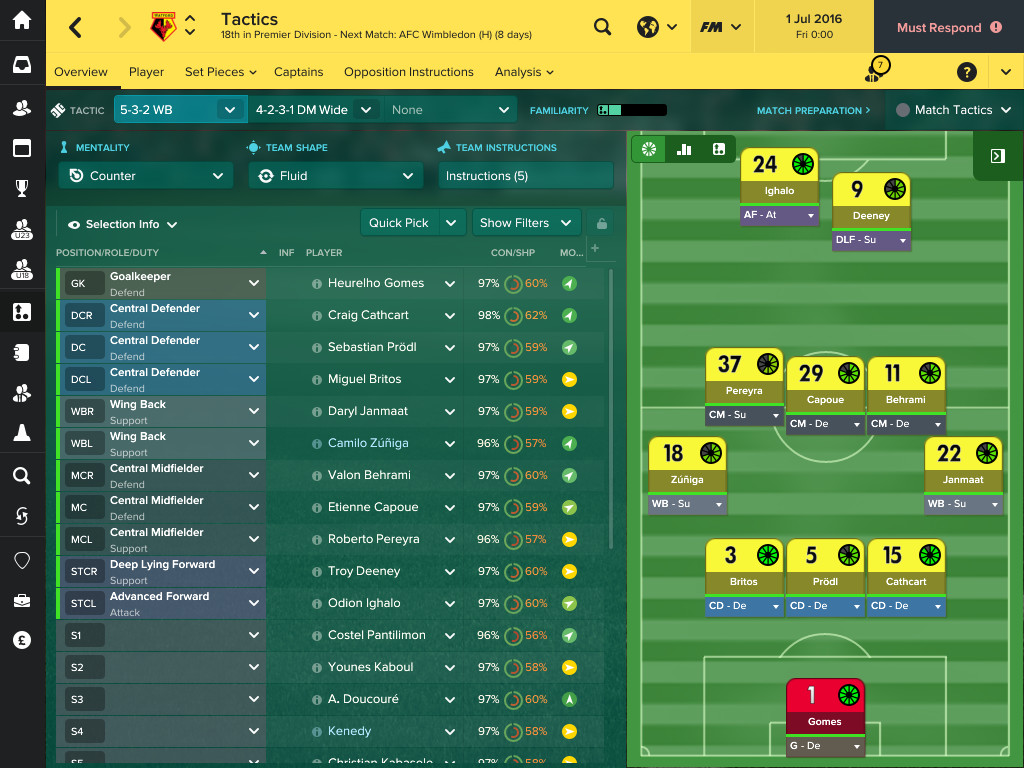 Tactics
18th in Premier Division - Next Match: AFC Wimbledon (H) (8 days)
FM
1 Jul 2016
Fri 0:00
Must Respond
Overview Player Set Pieces Captains Opposition Instructions Analysis 7 ?
TACTIC 5-3-2 WB 4-2-3-1 DM Wide None FAMILIARITY MATCH PREPARATION > Match Tactics
MENTALITY TEAM SHAPE TEAM INSTRUCTIONS
Counter Fluid Instructions (5)
Selection Info Quick Pick Show Filters
POSITION/ROLE/DUTY INF PLAYER CON/SHP MO... +
GK Goalkeeper Defend Heurelho Gomes 97% 60%
DCR Central Defender Defend Craig Cathcart 98% 62%
DC Central Defender Defend Sebastian Prödl 97% 59%
DCL Central Defender Defend Miguel Britos 97% 59%
WBR Wing Back Support Daryl Janmaat 97% 59%
WBL Wing Back Support Camilo Zúñiga 96% 57%
MCR Central Midfielder Defend Valon Behrami 97% 60%
MC Central Midfielder Defend Etienne Capoue 97% 59%
MCL Central Midfielder Support Roberto Pereyra 96% 57%
STCR Deep Lying Forward Support Troy Deeney 97% 60%
STCL Advanced Forward Attack Odion Ighalo 97% 60%
S1 Costel Pantilimon 96% 56%
S2 Younes Kaboul 97% 58%
S3 A. Doucouré 97% 60%
S4 Kenedy 97% 58%
S5 Christian Kabasele 97% 58%
U23
U18
24
Ighalo
AF - At
9
Deeney
DLF - Su
37
Pereyra
CM - Su
29
Capoue
CM - De
11
Behrami
CM - De
18
Zúñiga
WB - Su
22
Janmaat
WB - Su
3
Britos
CD - De
5
Prödl
CD - De
15
Cathcart
CD - De
1
Gomes
G - De